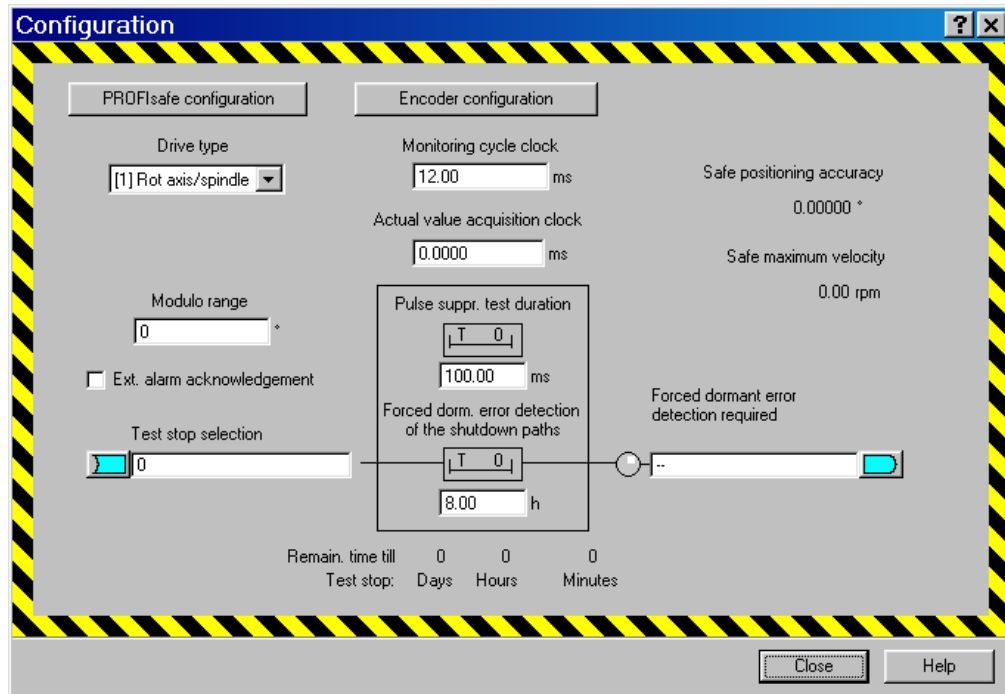 Configuration
PROFIsafe configuration
Encoder configuration
Drive type
[1] Rot axis/spindle
Monitoring cycle clock
12.00 ms
Safe positioning accuracy
0.00000 °
Actual value acquisition clock
0.0000 ms
Safe maximum velocity
0.00 rpm
Modulo range
0 °
Pulse suppr. test duration
T 0
100.00 ms
Ext. alarm acknowledgement
Forced dorm. error detection
of the shutdown paths
Forced dormant error
detection required
Test stop selection
0
T 0
--
8.00 h
Remain. time till 0 0 0
Test stop: Days Hours Minutes
Close
Help